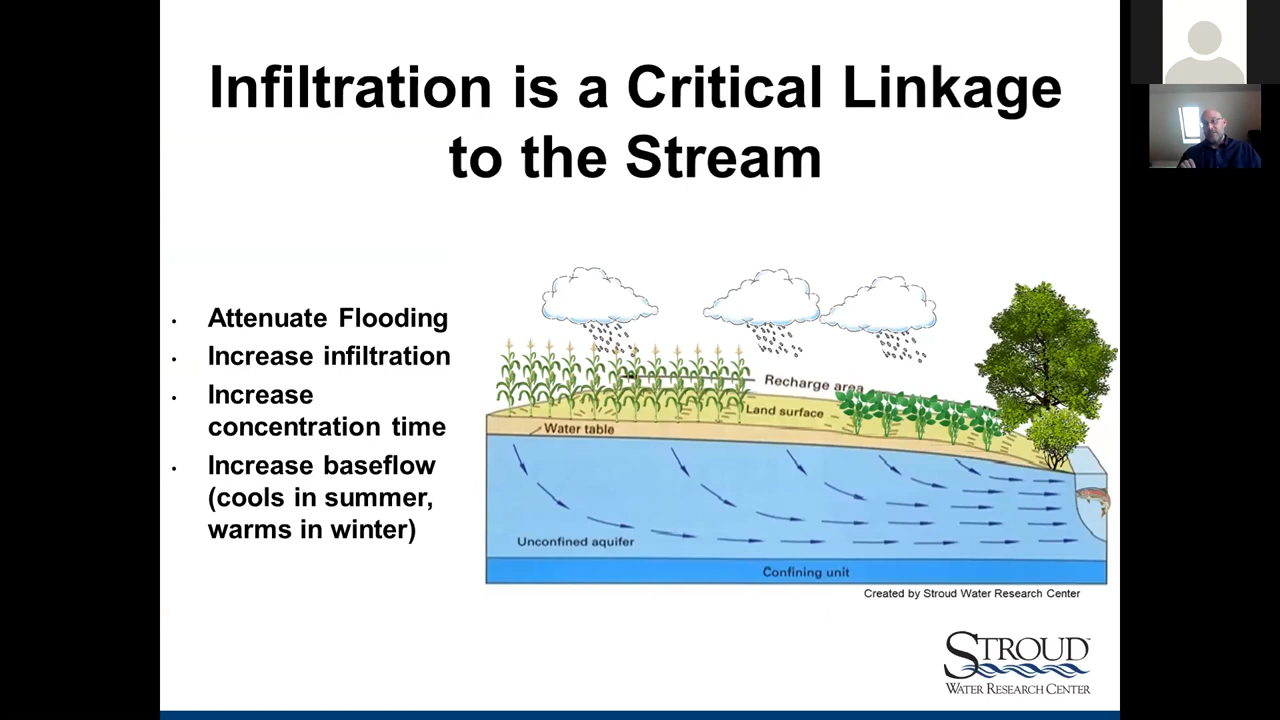 Infiltration is a Critical Linkage
to the Stream
• Attenuate Flooding
• Increase infiltration
• Increase
concentration time
• Increase baseflow
(cools in summer,
warms in winter)
Recharge area
Land surface
Water table
Unconfined aquifer
Confining unit
Created by Stroud Water Research Center
STROUD™
WATER RESEARCH CENTER